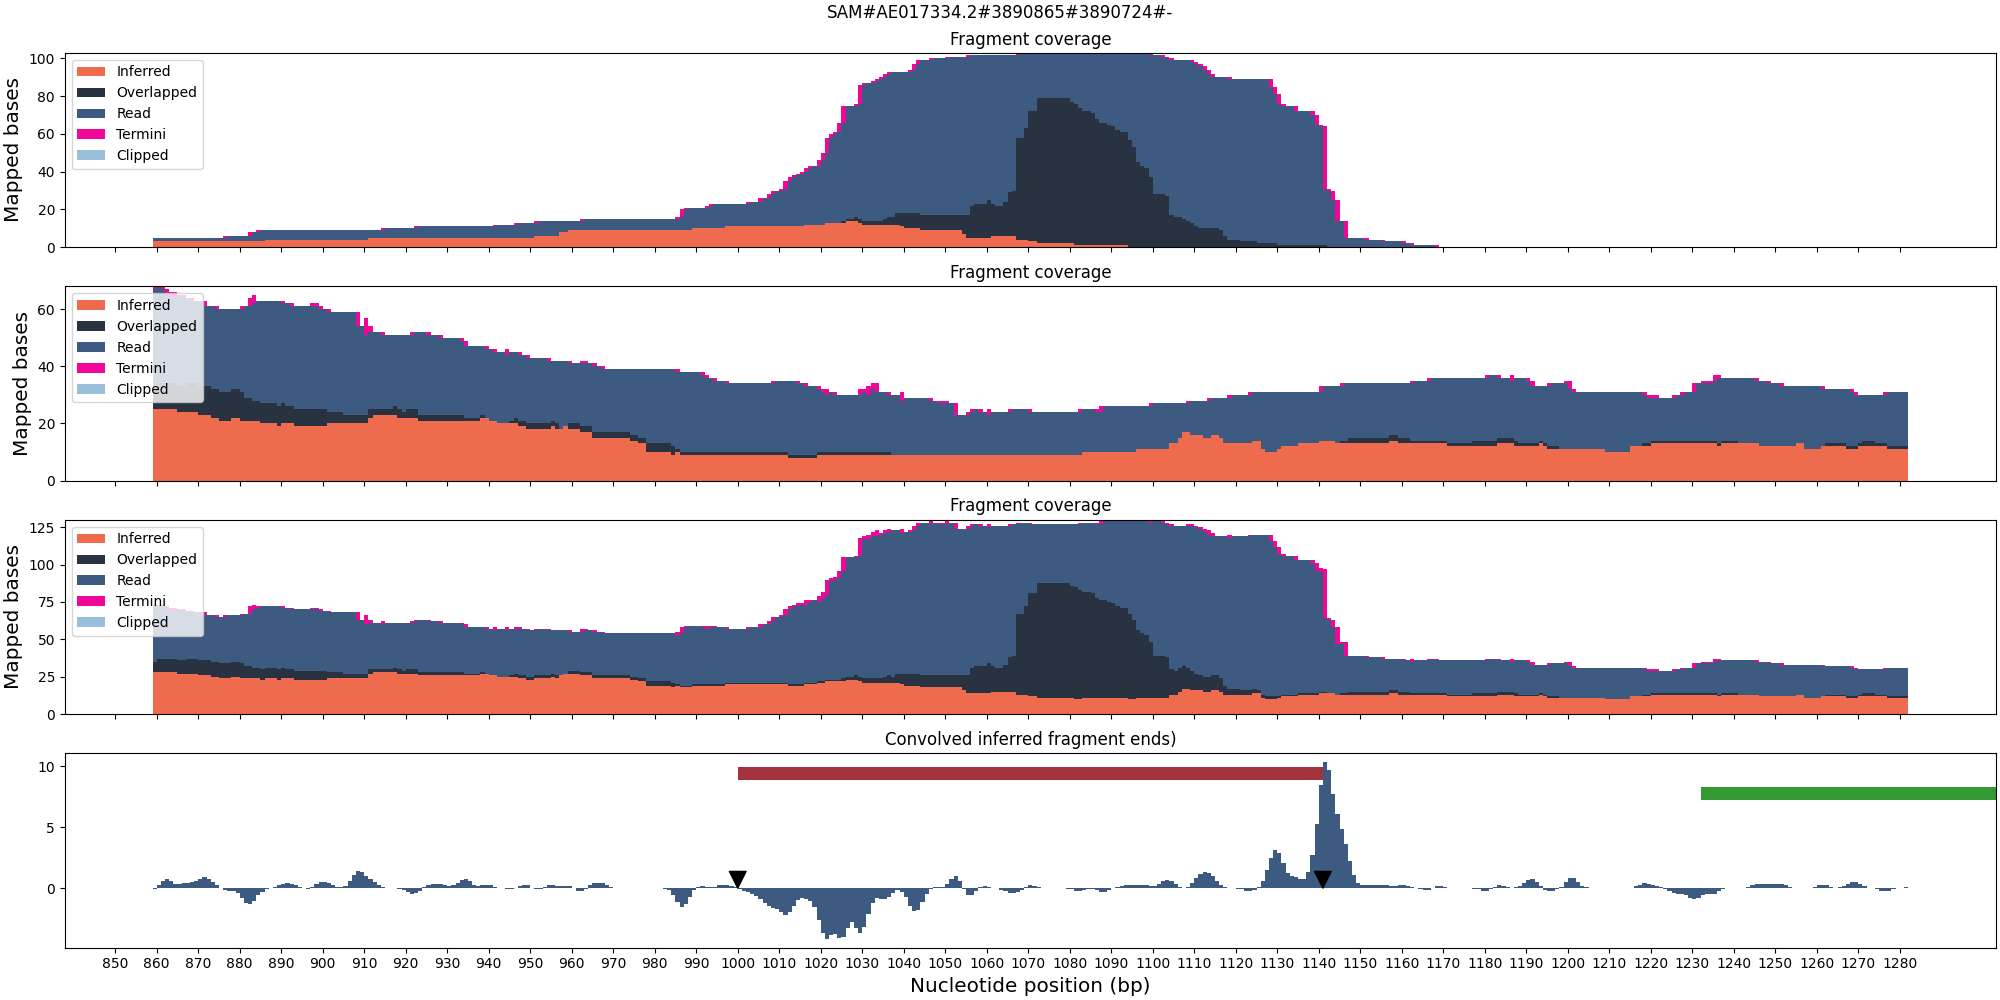 SAM#AE017334.2#3890865#3890724#-
Fragment coverage
Mapped bases
100
80
60
40
20
0
Inferred
Overlapped
Read
Termini
Clipped
Fragment coverage
Mapped bases
60
40
20
0
Inferred
Overlapped
Read
Termini
Clipped
Fragment coverage
Mapped bases
125
100
75
50
25
0
Inferred
Overlapped
Read
Termini
Clipped
Convolved inferred fragment ends)
10
5
0
850 860 870 880 890 900 910 920 930 940 950 960 970 980 990 1000 1010 1020 1030 1040 1050 1060 1070 1080 1090 1100 1110 1120 1130 1140 1150 1160 1170 1180 1190 1200 1210 1220 1230 1240 1250 1260 1270 1280
Nucleotide position (bp)